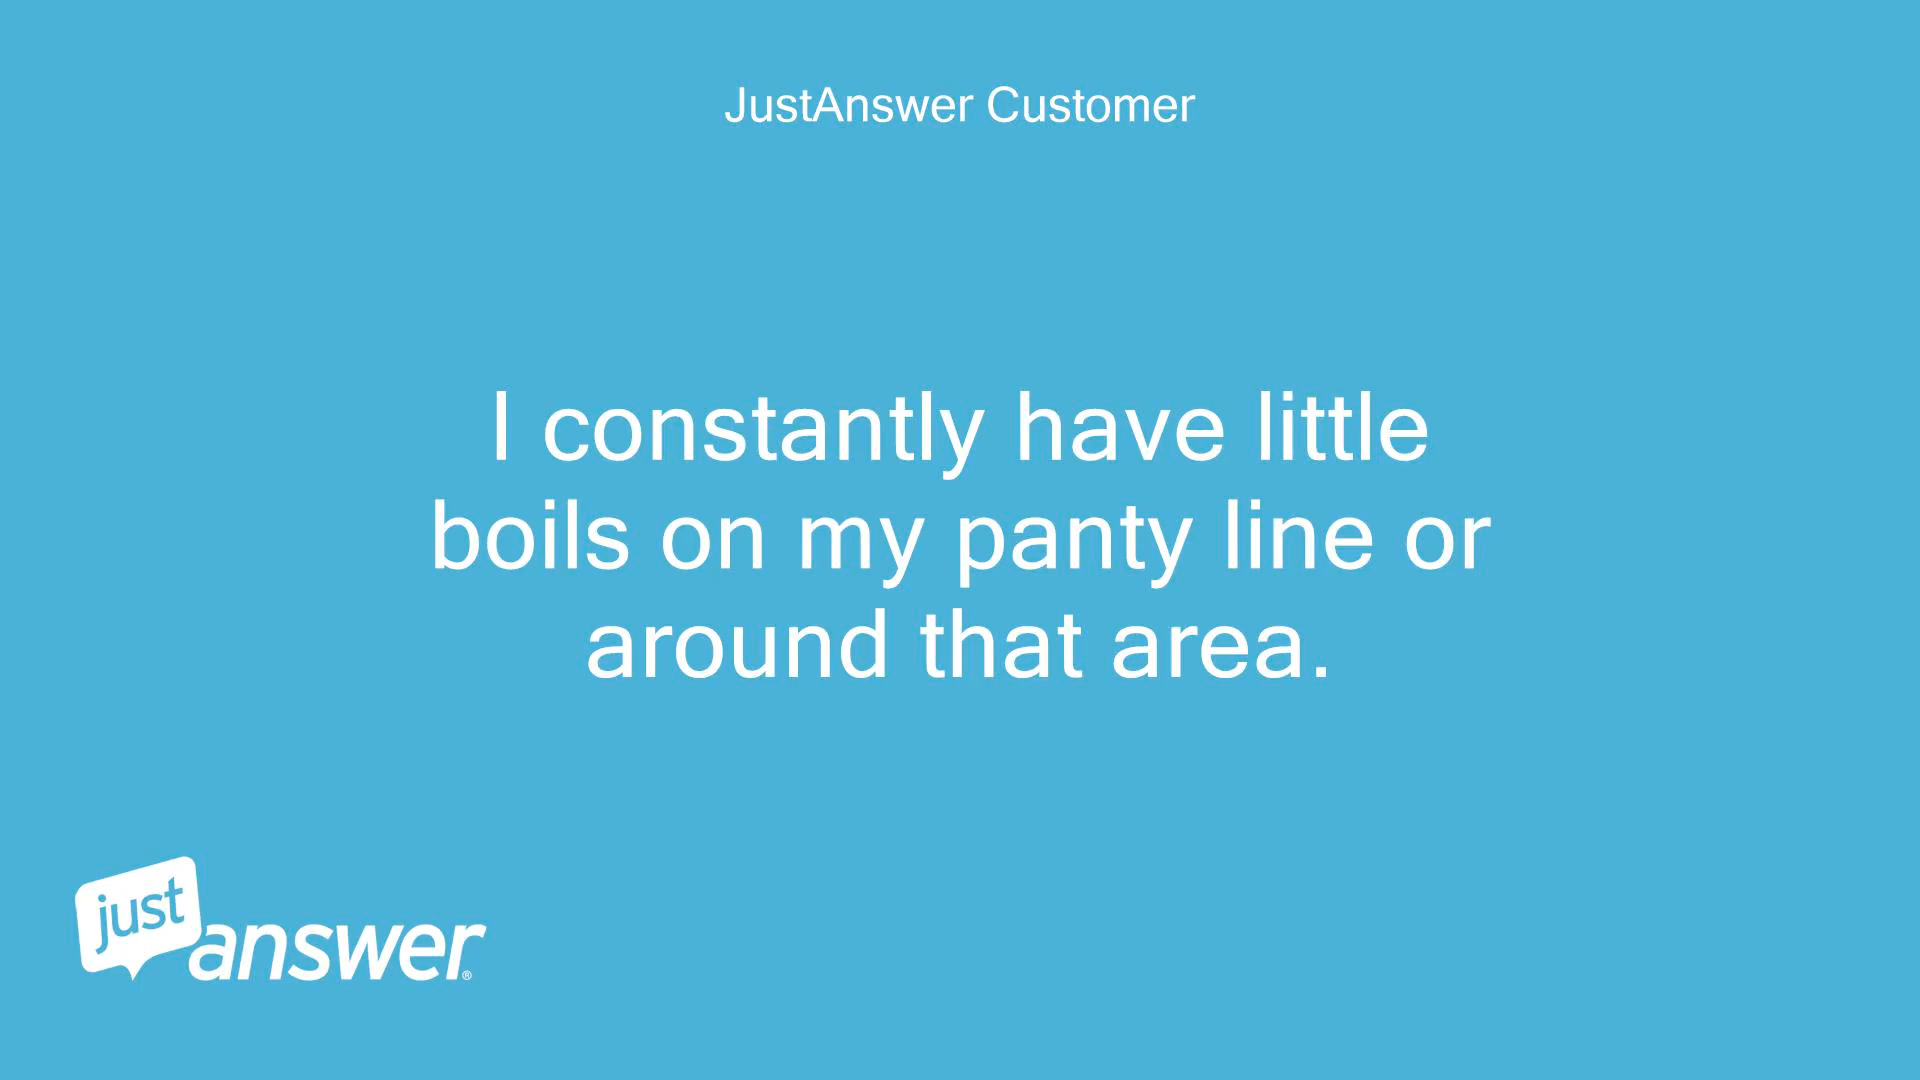 JustAnswer Customer
I constantly have little
boils on my panty line or
around that area.
just
answer®